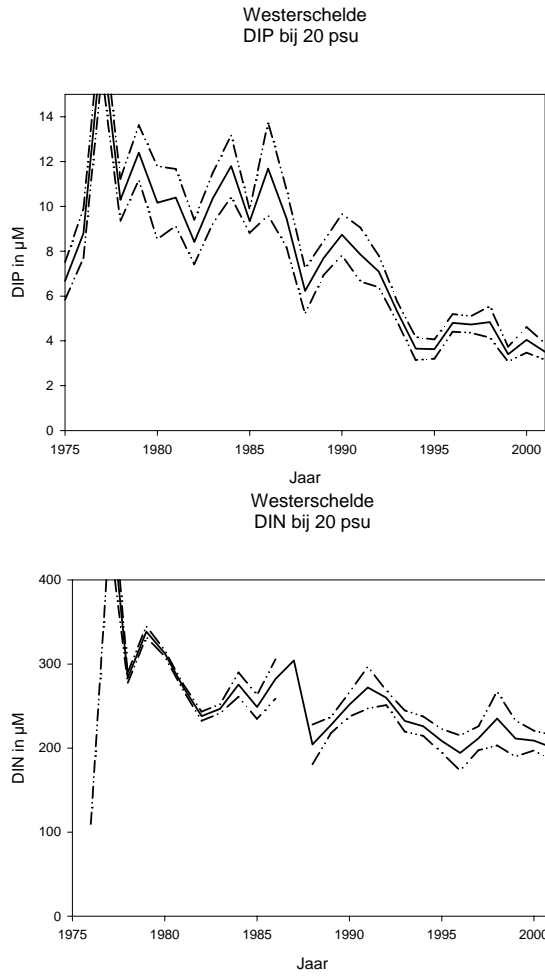 Westerschelde
DIP bij 20 psu
14
12
10
8
6
4
2
0
DIP in µM
1975 1980 1985 1990 1995 2000
Jaar
Westerschelde
DIN bij 20 psu
400
300
200
100
0
DIN in µM
1975 1980 1985 1990 1995 2000
Jaar